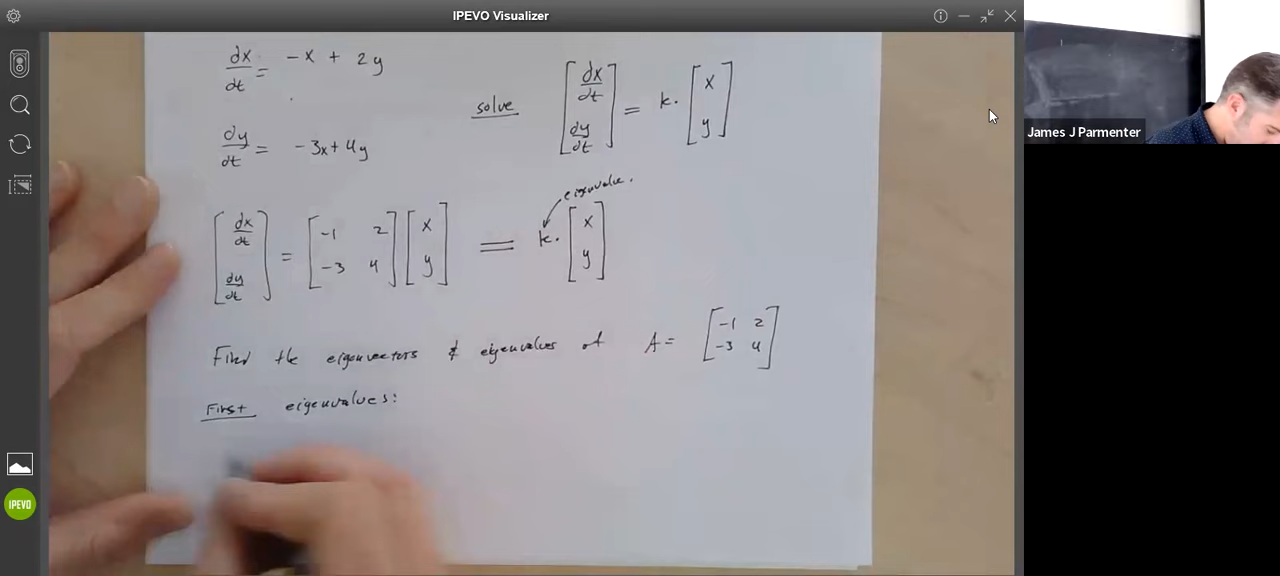 IPEVO Visualizer
dx/dt = -x + 2y
solve [dx/dt dy/dt] = k· [x y]
dy/dt = -3x+4y
eigenvalue.
[dx/dt dy/dt] = [-1 2 -3 4] [x y] = k· [x y]
Find the eigenvectors & eigenvalues of A = [-1 2 -3 4]
First eigenvalues:
James J Parmenter
IPEVO